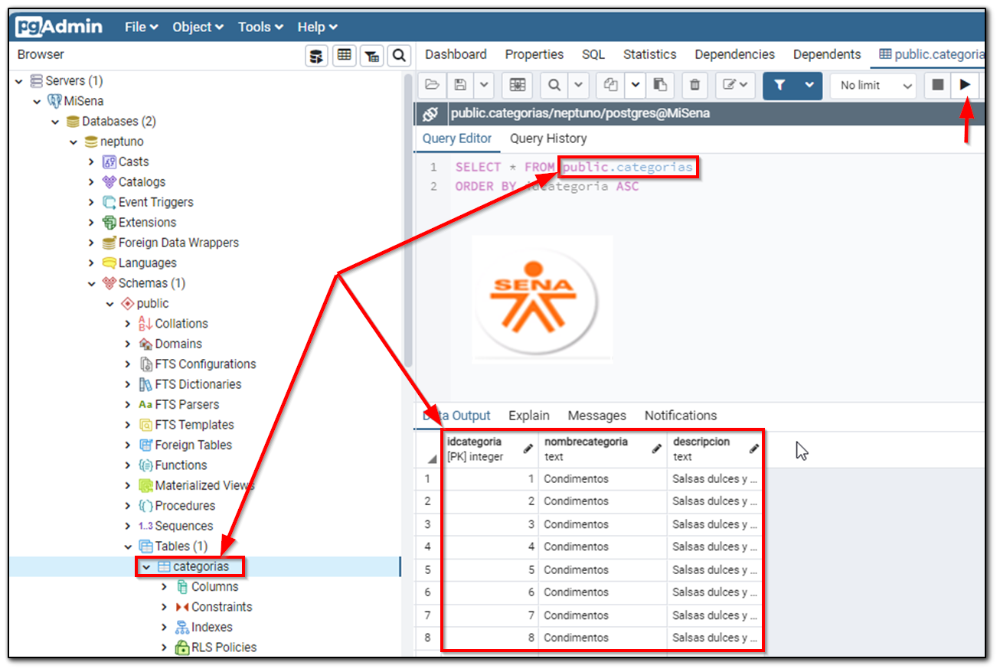 pgAdmin File Object Tools Help
Browser
Servers (1)
MiSena
Databases (2)
neptuno
Casts
Catalogs
Event Triggers
Extensions
Foreign Data Wrappers
Languages
Schemas (1)
public
Collations
Domains
FTS Configurations
FTS Dictionaries
Aa FTS Parsers
FTS Templates
Foreign Tables
Functions
Materialized Views
Procedures
1..3 Sequences
Tables (1)
categorias
Columns
Constraints
Indexes
RLS Policies
Dashboard Properties SQL Statistics Dependencies Dependents public.categoria
No limit
public.categorias/neptuno/postgres@MiSena
Query Editor Query History
1 SELECT * FROM public.categorias
2 ORDER BY idcategoria ASC
SENA
Data Output Explain Messages Notifications
idcategoria nombrecategoria descripcion
[PK] integer text text
1 1 Condimentos Salsas dulces y ...
2 2 Condimentos Salsas dulces y ...
3 3 Condimentos Salsas dulces y ...
4 4 Condimentos Salsas dulces y ...
5 5 Condimentos Salsas dulces y ...
6 6 Condimentos Salsas dulces y ...
7 7 Condimentos Salsas dulces y ...
8 8 Condimentos Salsas dulces y ...